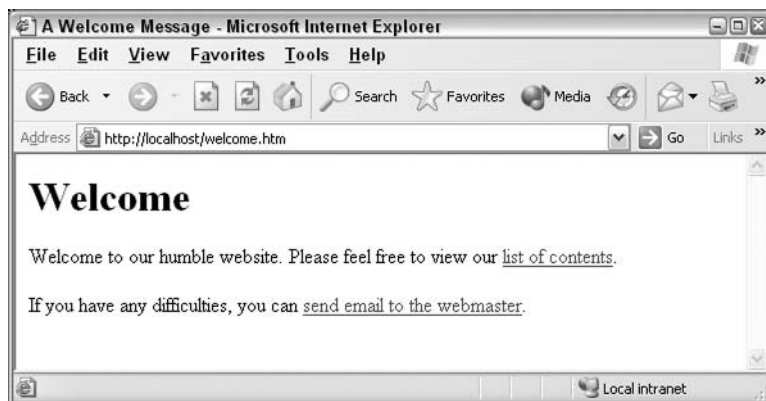 A Welcome Message - Microsoft Internet Explorer
File Edit View Favorites Tools Help
Back Search Favorites Media »
Address http://localhost/welcome.htm Go Links »
Welcome
Welcome to our humble website. Please feel free to view our list of contents.
If you have any difficulties, you can send email to the webmaster.
Local intranet